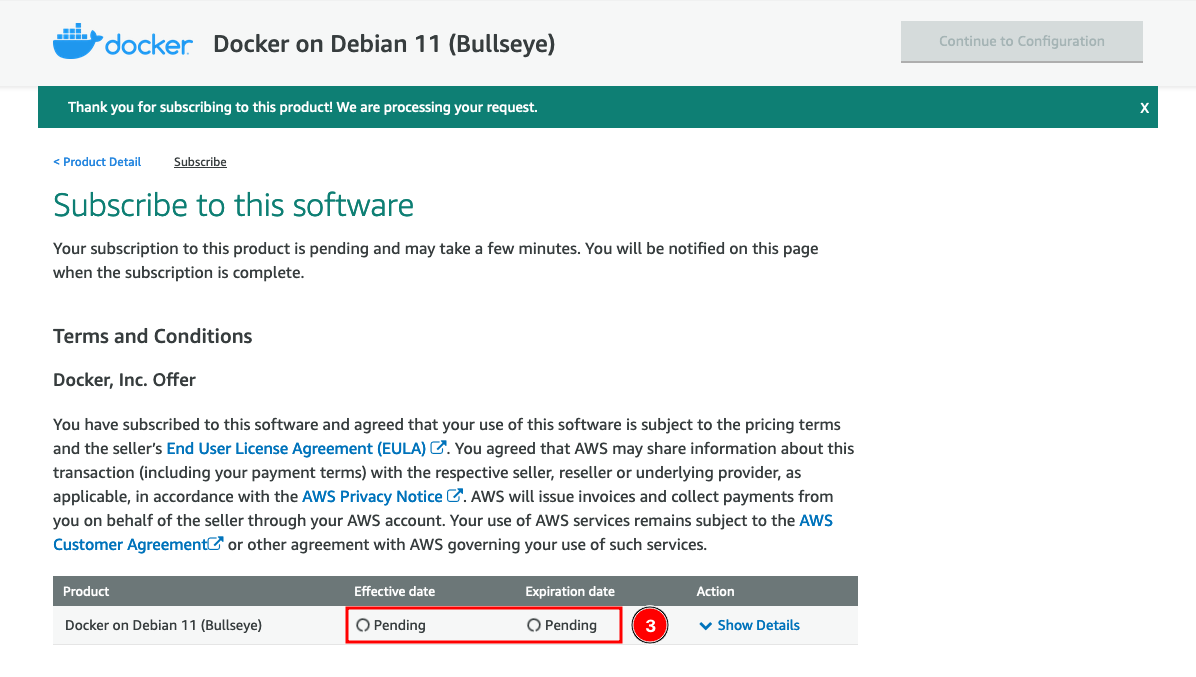 docker Docker on Debian 11 (Bullseye) Continue to Configuration
Thank you for subscribing to this product! We are processing your request. X
< Product Detail Subscribe
Subscribe to this software
Your subscription to this product is pending and may take a few minutes. You will be notified on this page
when the subscription is complete.
Terms and Conditions
Docker, Inc. Offer
You have subscribed to this software and agreed that your use of this software is subject to the pricing terms
and the seller's End User License Agreement (EULA). You agreed that AWS may share information about this
transaction (including your payment terms) with the respective seller, reseller or underlying provider, as
applicable, in accordance with the AWS Privacy Notice. AWS will issue invoices and collect payments from
you on behalf of the seller through your AWS account. Your use of AWS services remains subject to the AWS
Customer Agreement or other agreement with AWS governing your use of such services.
Product Effective date Expiration date Action
Docker on Debian 11 (Bullseye) Pending Pending 3 Show Details